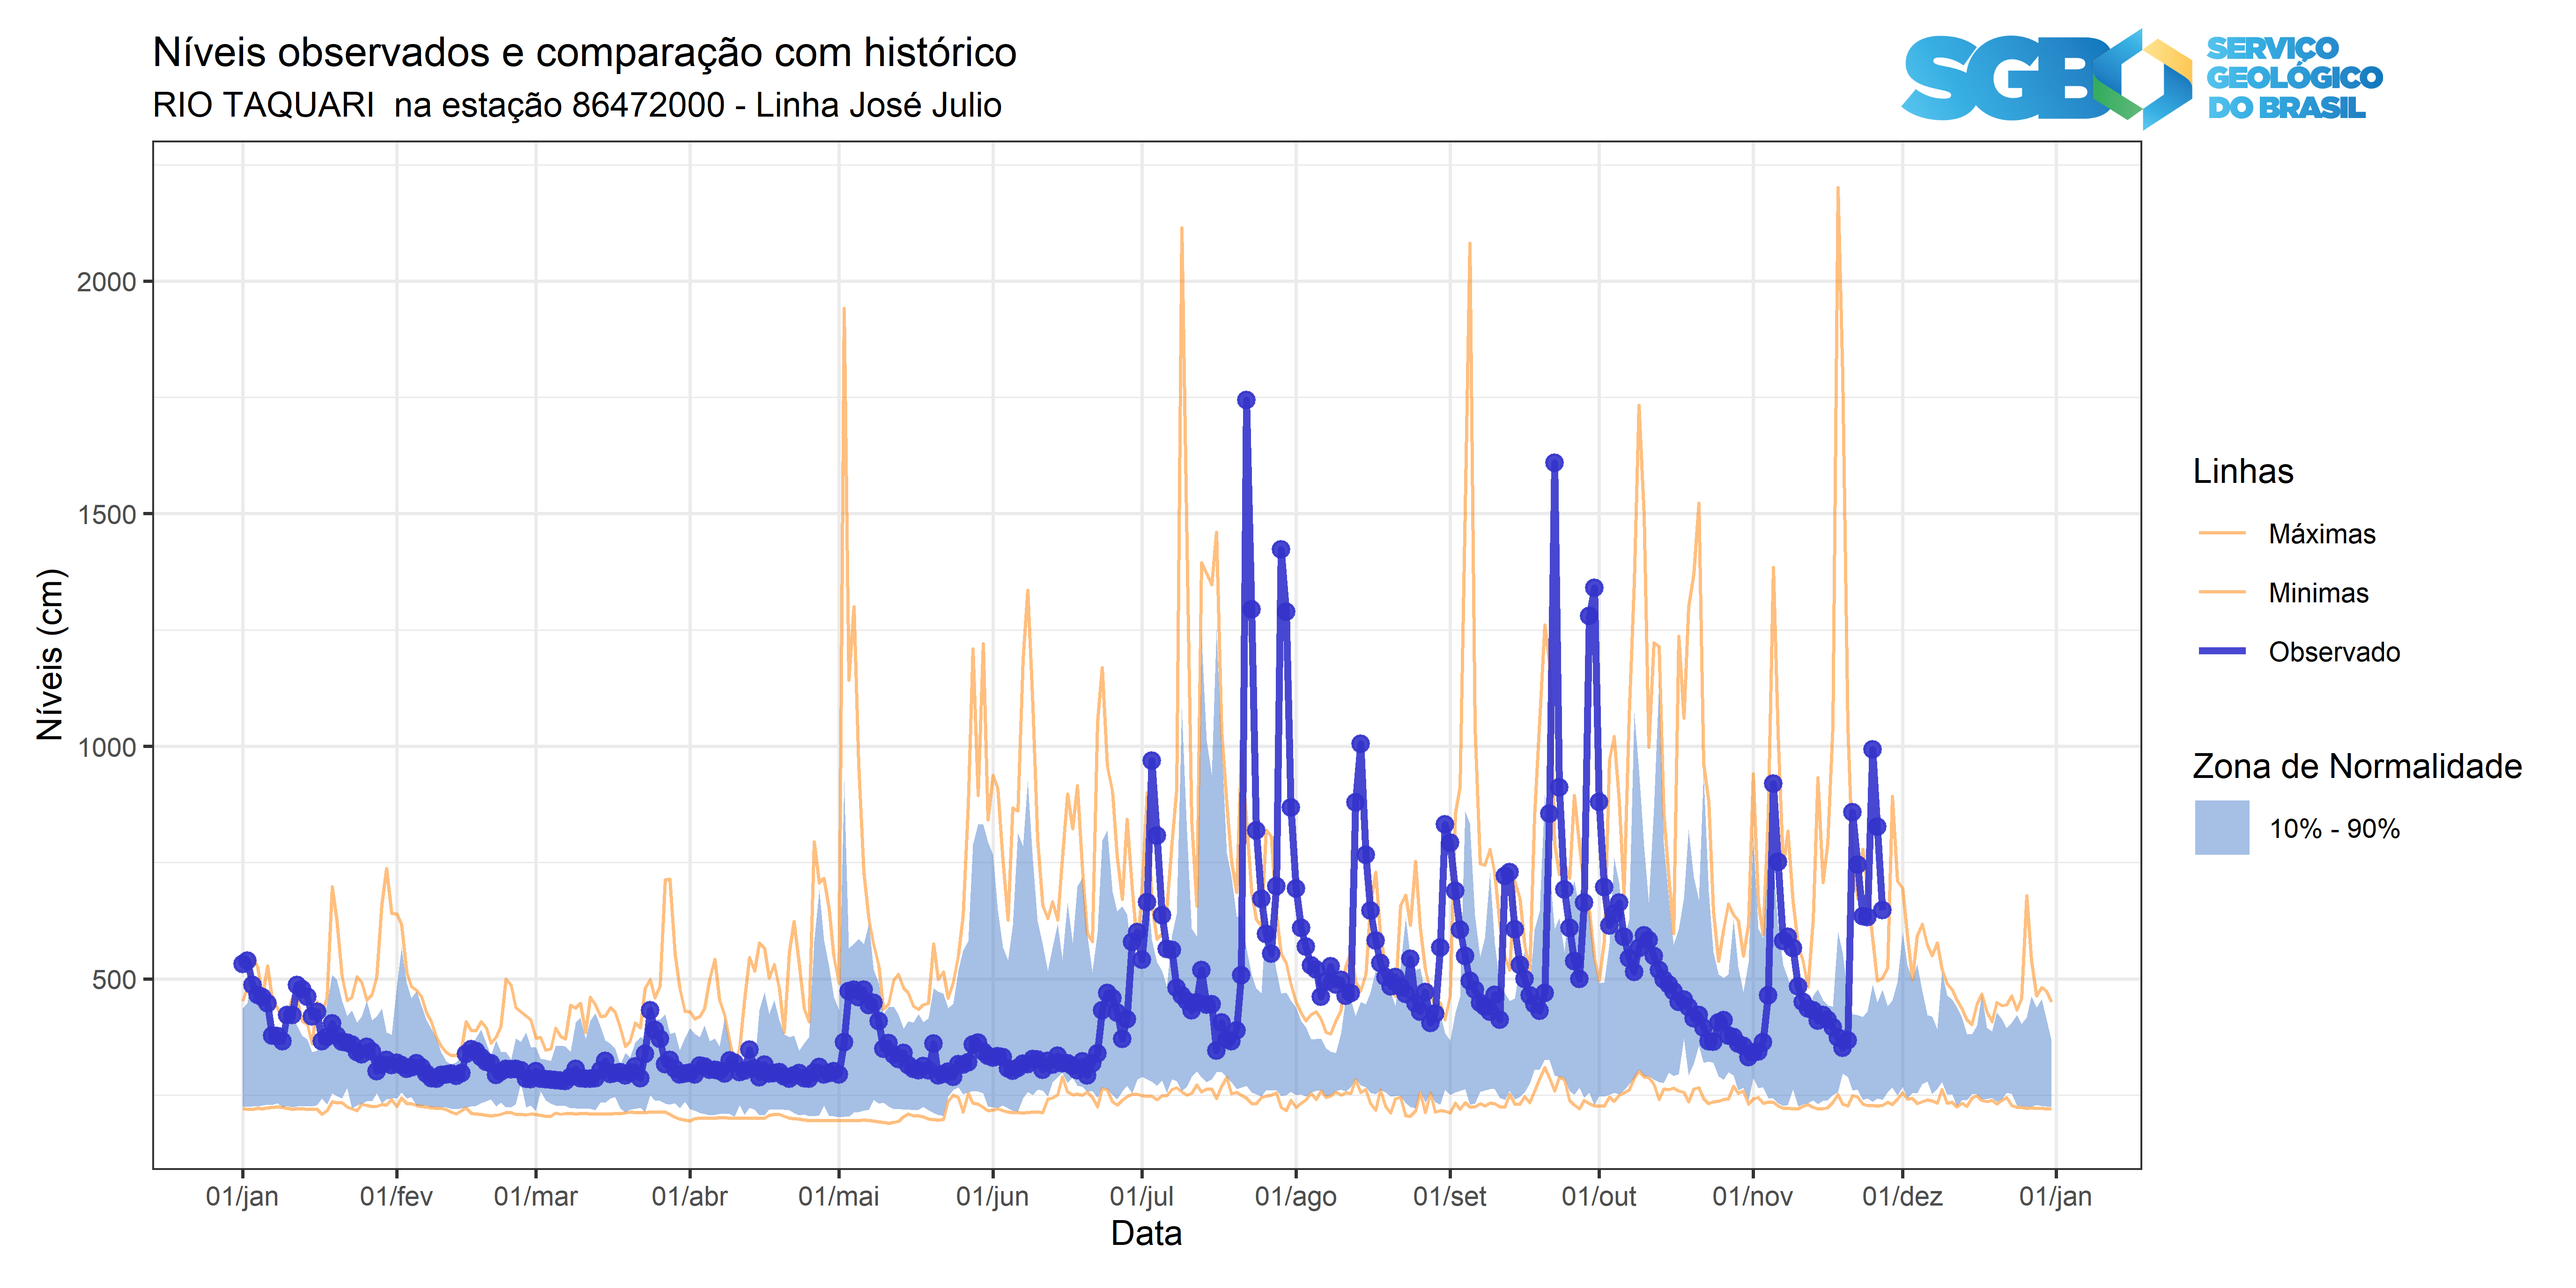 Níveis observados e comparação com histórico
RIO TAQUARI  na estação 86472000 - Linha José Julio
SGB
SERVIÇO
GEOLÓGICO
DO BRASIL
Níveis (cm)
2000
1500
1000
500
01/jan
01/fev
01/mar
01/abr
01/mai
01/jun
01/jul
01/ago
01/set
01/out
01/nov
01/dez
01/jan
Data
Linhas
Máximas
Minimas
Observado
Zona de Normalidade
10% - 90%